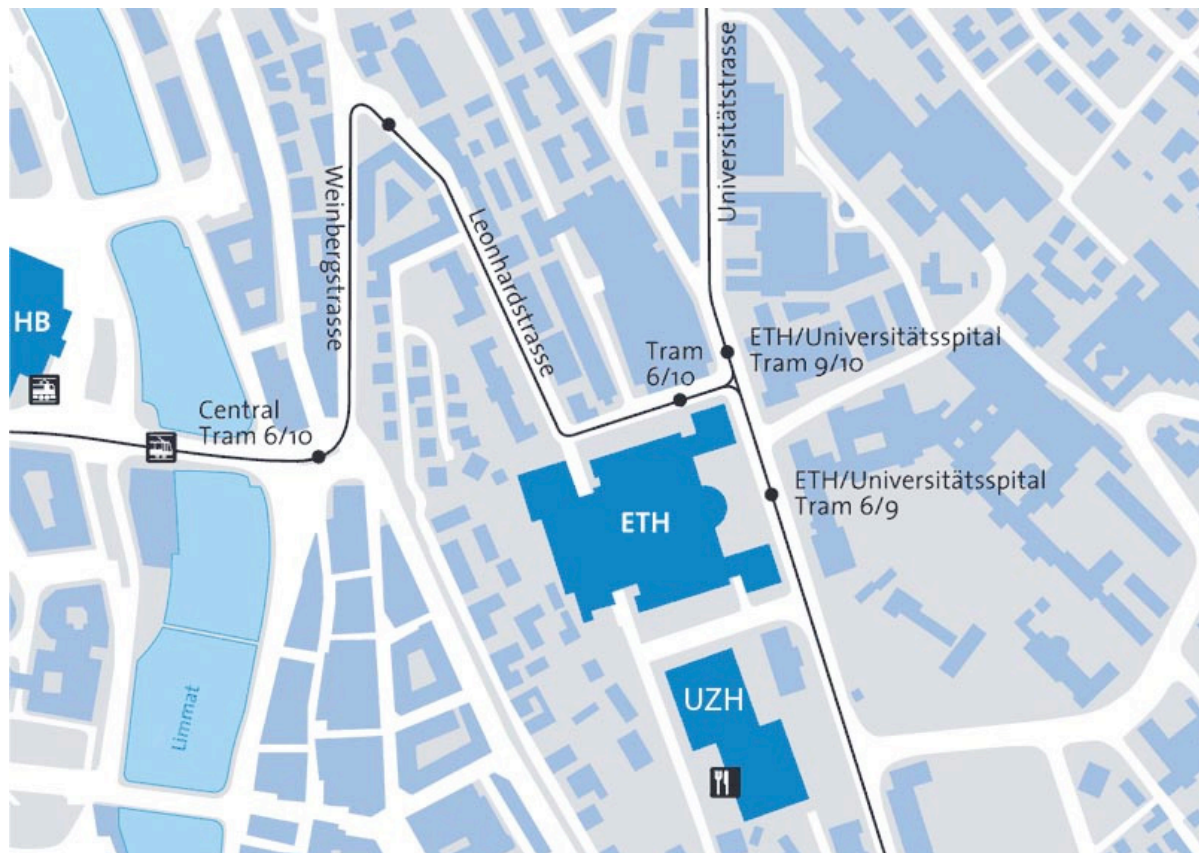 Universitätstrasse
Weinbergstrasse
Leonhardstrasse
HB
Tram
6/10
ETH/Universitätsspital
Tram 9/10
Central
Tram 6/10
ETH/Universitätsspital
Tram 6/9
ETH
UZH
Limmat